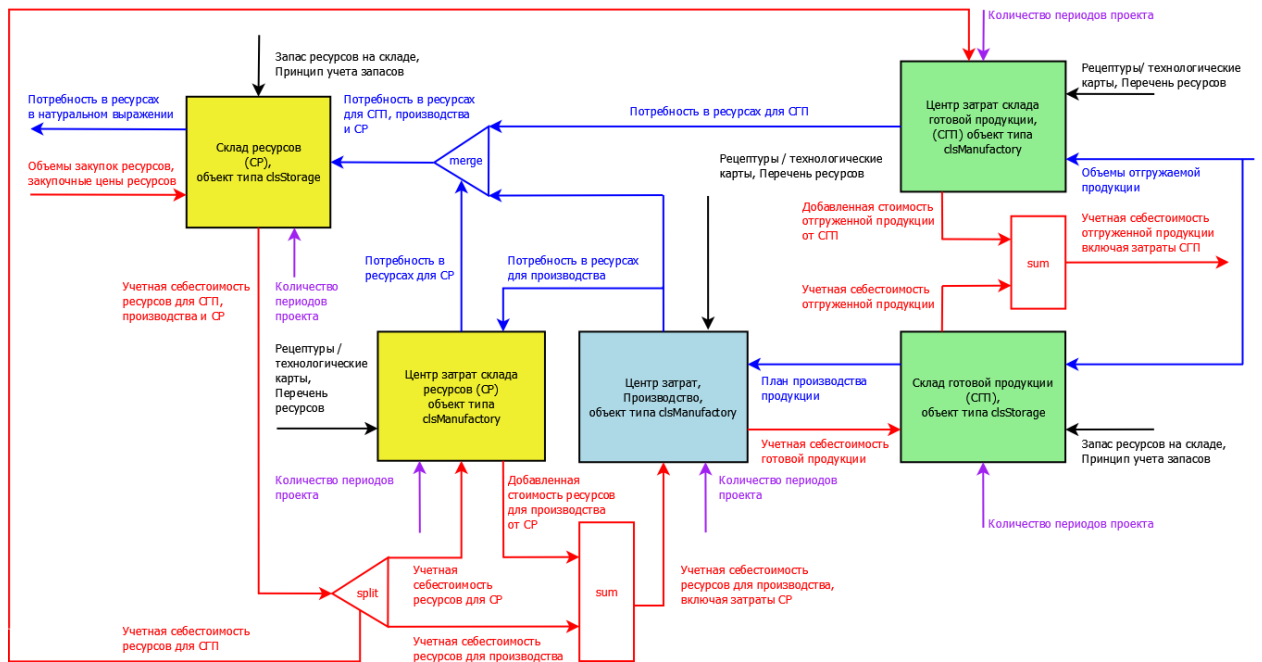 Количество периодов проекта
Запас ресурсов на складе,
Принцип учета запасов
Потребность в ресурсах
в натуральном выражении
Потребность в ресурсах
для СГП, производства
и СР
Потребность в ресурсах для СГП
Центр затрат склада
готовой продукции,
(СГП) объект типа
clsManufactory
Рецептуры/ технологические
карты, Перечень ресурсов
Склад ресурсов
(СР),
объект типа clsStorage
merge
Рецептуры / технологические
карты, Перечень ресурсов
Объемы закупок ресурсов,
закупочные цены ресурсов
Объемы отгружаемой
продукции
Добавленная стоимость
отгруженной продукции
от СГП
Учетная себестоимость
отгруженной продукции
включая затраты СГП
sum
Учетная себестоимость
ресурсов для СГП,
производства и СР
Количество
периодов
проекта
Потребность в
ресурсах для СР
Потребность в ресурсах
для производства
Учетная себестоимость
отгруженной продукции
Рецептуры /
технологические
карты,
Перечень
ресурсов
Центр затрат склада
ресурсов (СР)
объект типа
clsManufactory
Центр затрат,
Производство,
объект типа clsManufactory
План производства
продукции
Склад готовой продукции
(СГП),
объект типа clsStorage
Учетная себестоимость
готовой продукции
Запас ресурсов на складе,
Принцип учета запасов
Количество периодов
проекта
Добавленная
стоимость ресурсов
для производства
от СР
Количество периодов
проекта
Количество периодов проекта
split
Учетная
себестоимость
ресурсов для СР
sum
Учетная себестоимость
ресурсов для производства,
включая затраты СР
Учетная себестоимость
ресурсов для СГП
Учетная себестоимость
ресурсов для производства